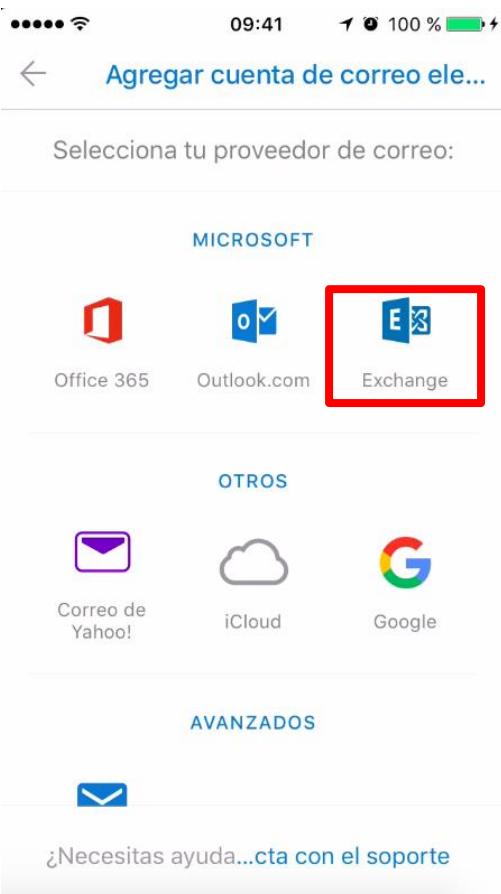 09:41 100 %
Agregar cuenta de correo ele...
Selecciona tu proveedor de correo:
MICROSOFT
Office 365 Outlook.com Exchange
OTROS
Correo de Yahoo! iCloud Google
AVANZADOS
¿Necesitas ayuda...cta con el soporte